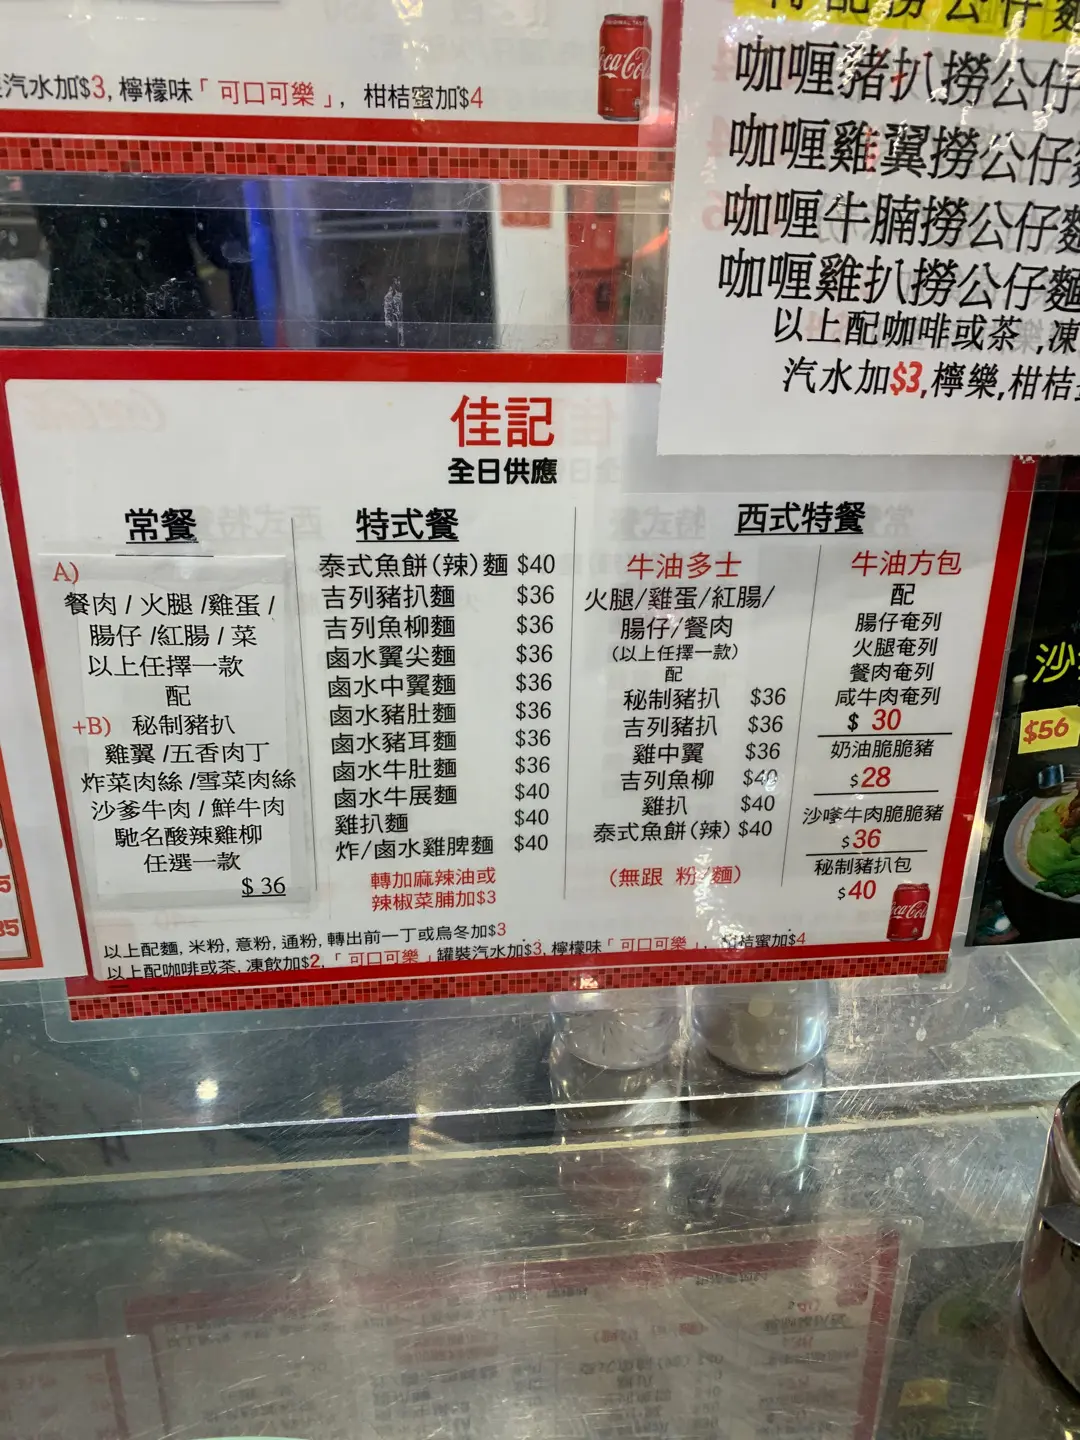 汽水加$3, 檸檬味「可口可樂」, 柑桔蜜加$4
咖喱豬扒撈公仔
咖喱雞翼撈公仔麵
咖喱牛腩撈公仔麵
咖喱雞扒撈公仔麵
以上配咖啡或茶 ,凍
汽水加$3,檸樂,柑桔
佳記
全日供應
常餐
A)
餐肉 / 火腿 /雞蛋 /
腸仔 /紅腸 / 菜
以上任擇一款
配
+B) 秘制豬扒
雞翼 /五香肉丁
炸菜肉絲 /雪菜肉絲
沙爹牛肉 / 鮮牛肉
馳名酸辣雞柳
任選一款
$ 36
特式餐
泰式魚餅(辣)麵 $40
吉列豬扒麵 $36
吉列魚柳麵 $36
鹵水翼尖麵 $36
鹵水中翼麵 $36
鹵水豬肚麵 $36
鹵水豬耳麵 $36
鹵水牛肚麵 $36
鹵水牛展麵 $40
雞扒麵 $40
炸/鹵水雞脾麵 $40
轉加麻辣油或
辣椒菜脯加$3
西式特餐
牛油多士
火腿/雞蛋/紅腸/
腸仔/餐肉
(以上任擇一款)
配
秘制豬扒 $36
吉列豬扒 $36
雞中翼 $36
吉列魚柳 $40
雞扒 $40
泰式魚餅(辣) $40
(無跟 粉/麵)
牛油方包
配
腸仔奄列
火腿奄列
餐肉奄列
咸牛肉奄列
$ 30
奶油脆脆豬
$28
沙嗲牛肉脆脆豬
$36
秘制豬扒包
$40
以上配麵, 米粉, 意粉, 通粉, 轉出前一丁或烏冬加$3
以上配咖啡或茶, 凍飲加$2,「可口可樂」罐裝汽水加$3, 檸檬味「可口可樂」, 柑桔蜜加$4
沙
$56